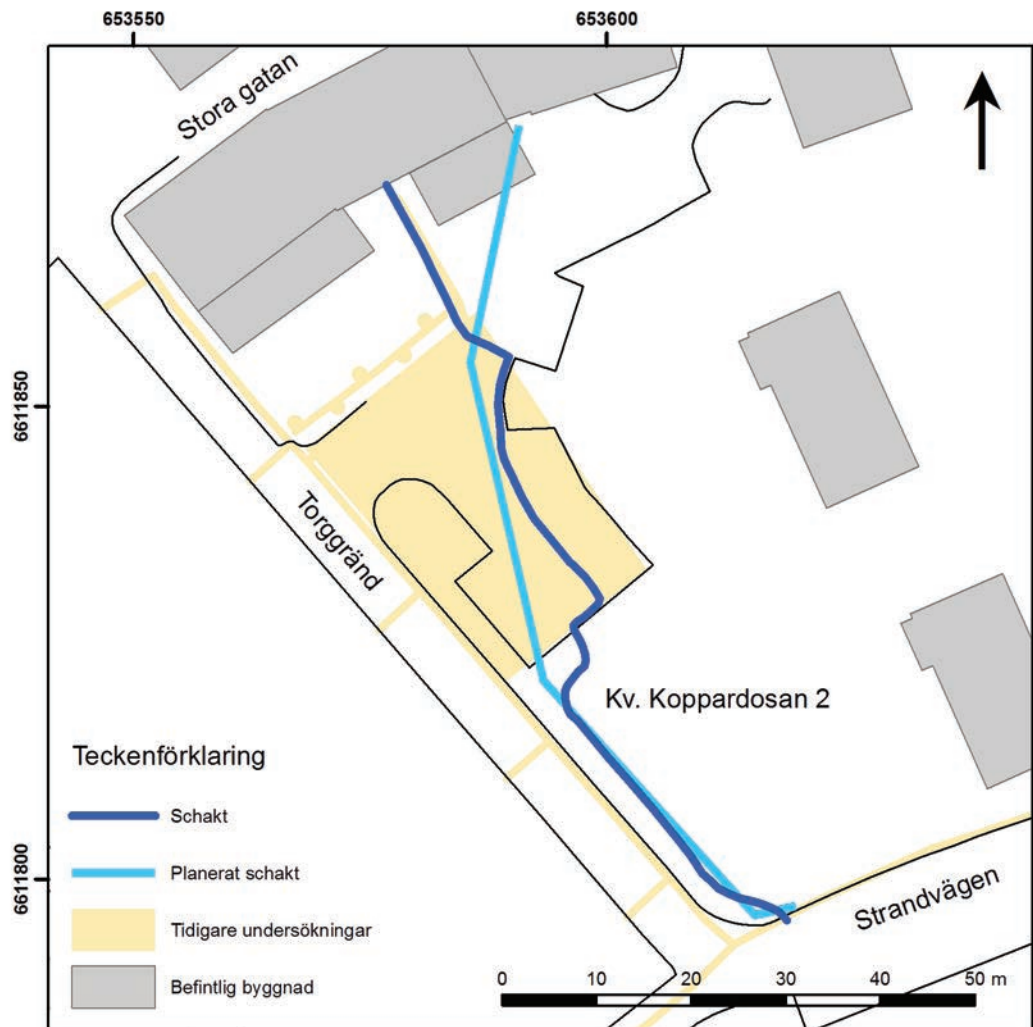 653550
653600
Stora gatan
6611850
Torggränd
Kv. Koppardosan 2
Teckenförklaring
Schakt
Planerat schakt
Tidigare undersökningar
Befintlig byggnad
6611800
Strandvägen
0 10 20 30 40 50 m